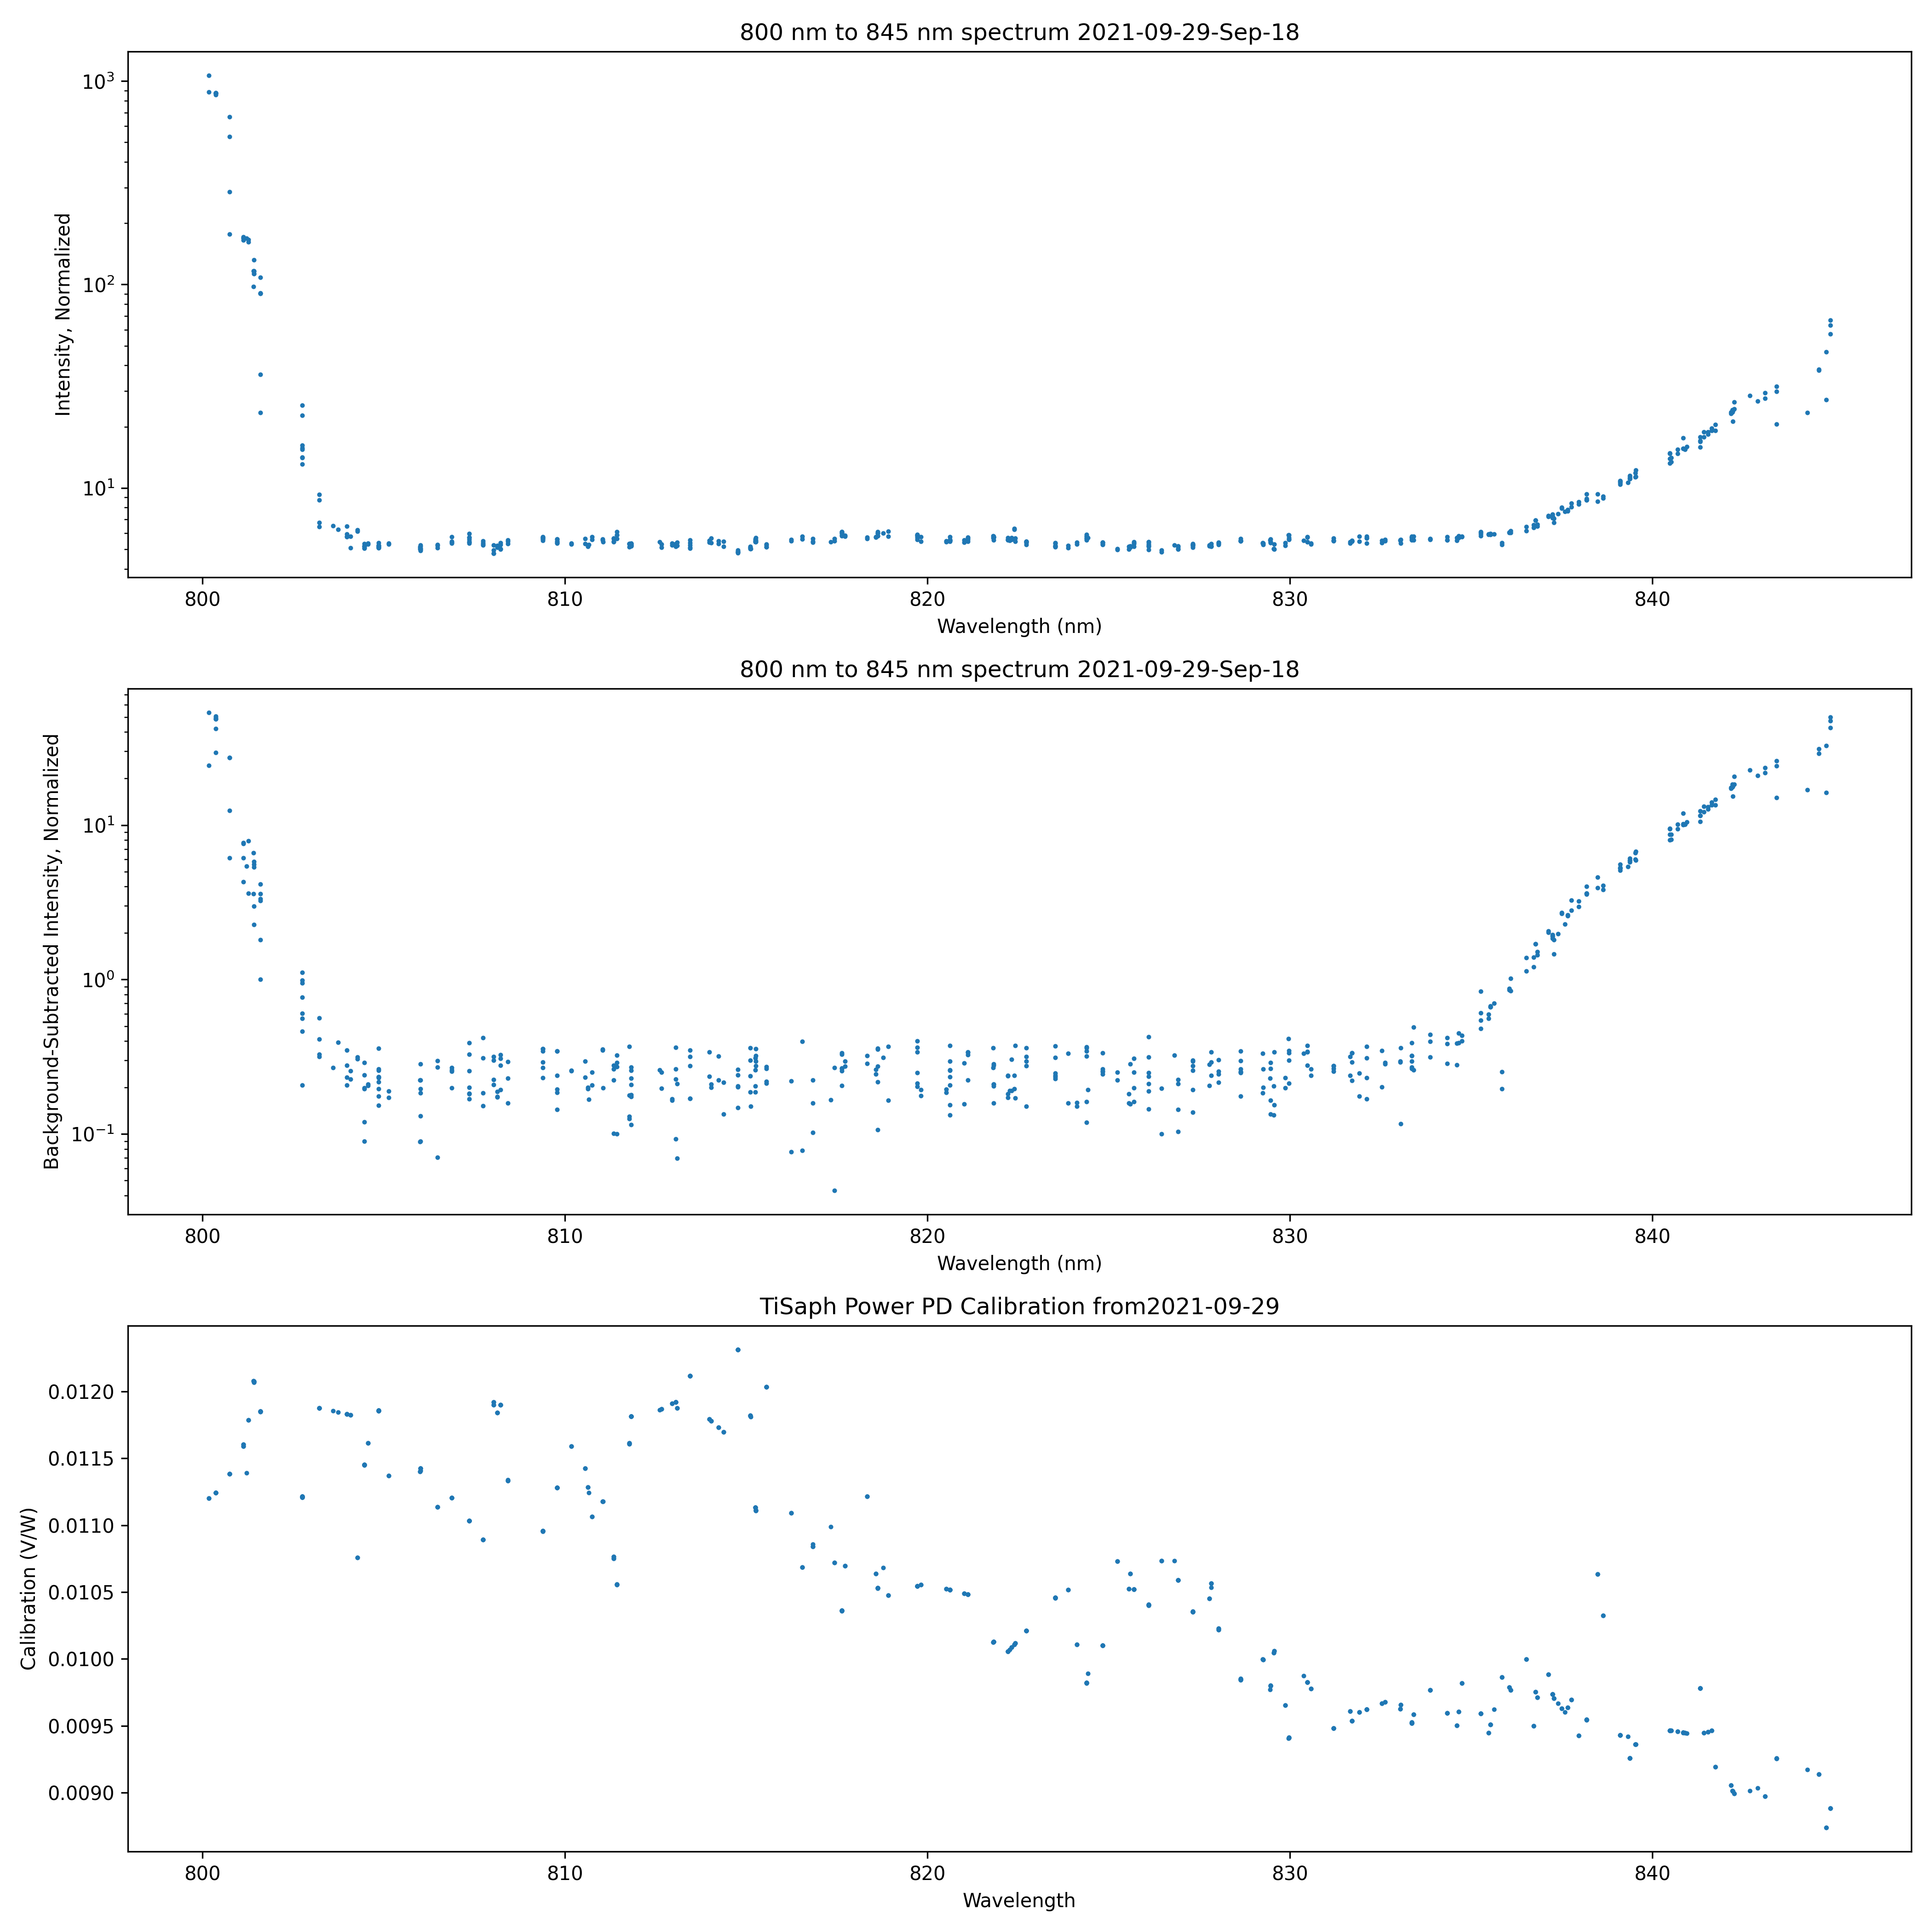 800 nm to 845 nm spectrum 2021-09-29-Sep-18
Intensity, Normalized
10³
10²
10¹
800 810 820 830 840
Wavelength (nm)
800 nm to 845 nm spectrum 2021-09-29-Sep-18
Background-Subtracted Intensity, Normalized
10¹
10⁰
10⁻¹
800 810 820 830 840
Wavelength (nm)
TiSaph Power PD Calibration from2021-09-29
Calibration (V/W)
0.0120
0.0115
0.0110
0.0105
0.0100
0.0095
0.0090
800 810 820 830 840
Wavelength